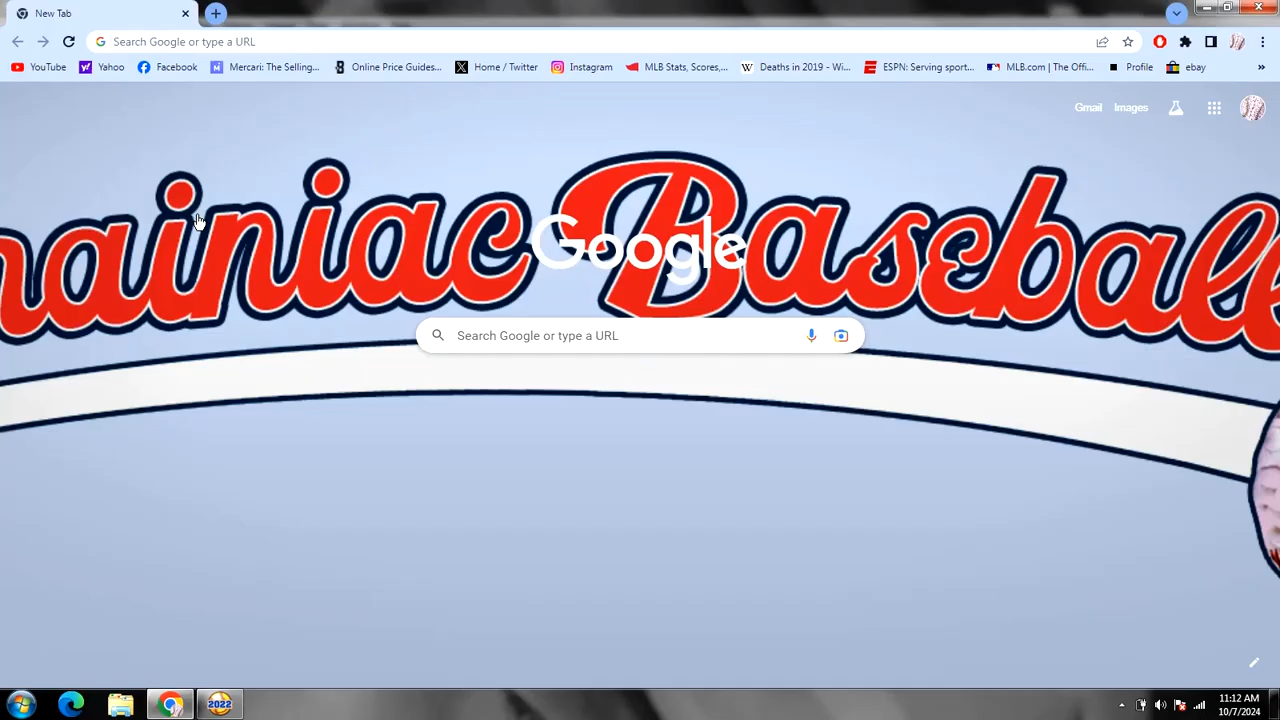 New Tab
Search Google or type a URL
YouTube Yahoo Facebook Mercari: The Selling... Online Price Guides... Home / Twitter Instagram MLB Stats, Scores,... Deaths in 2019 - Wi... ESPN: Serving sport... MLB.com | The Offi... Profile ebay »
Gmail Images
ainiac Baseball
Google
Search Google or type a URL
2022
11:12 AM
10/7/2024